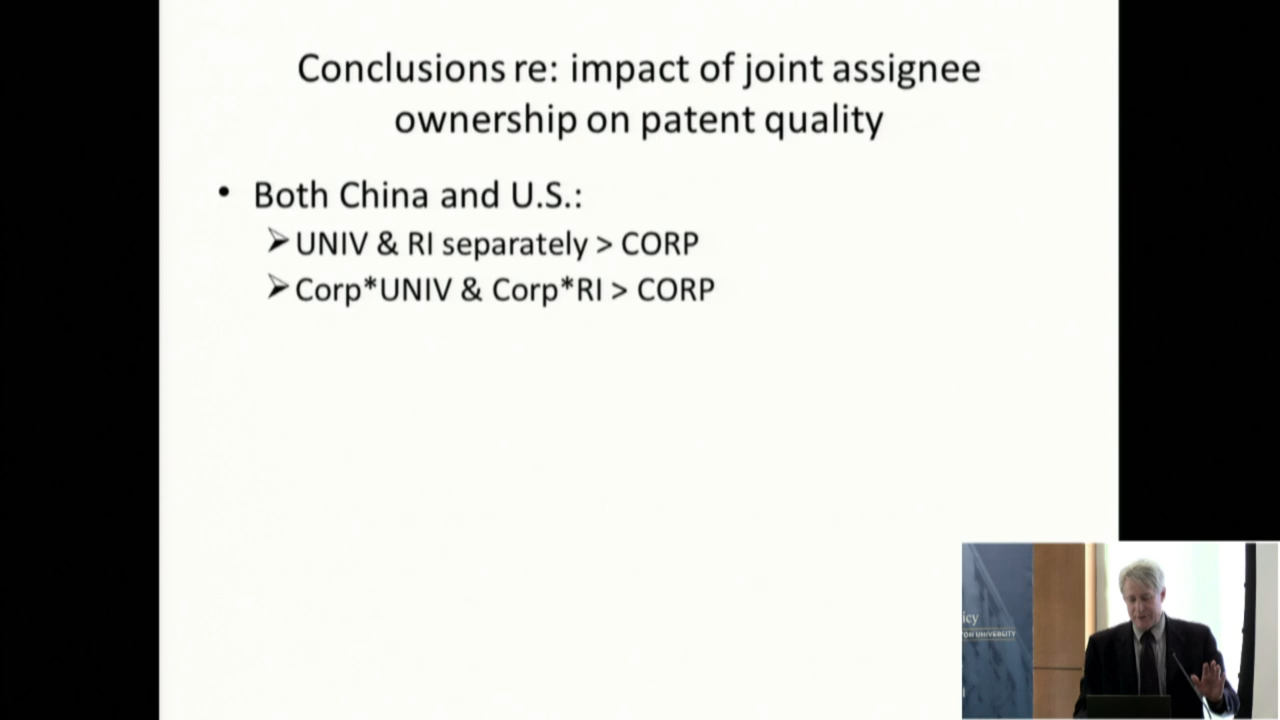 Conclusions re: impact of joint assignee
ownership on patent quality
• Both China and U.S.:
➢ UNIV & RI separately > CORP
➢ Corp*UNIV & Corp*RI > CORP
UNIVERSITY